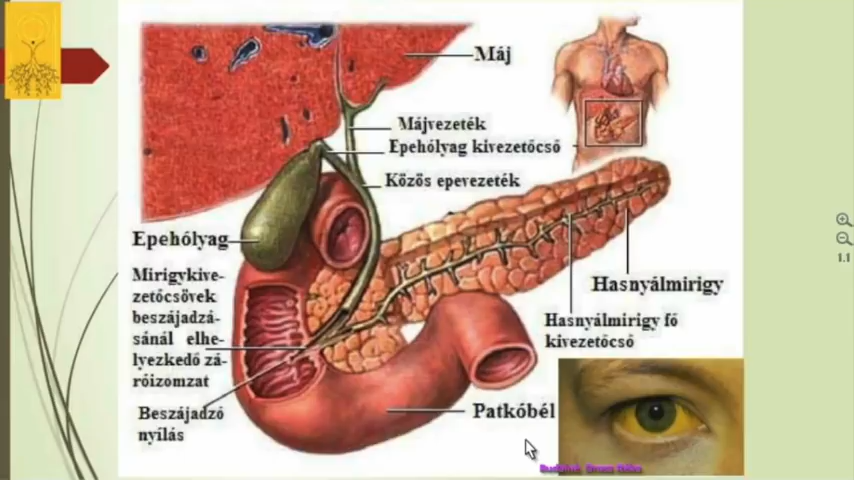 Máj
Májvezeték
Epehólyag kivezetőcső
Közös epevezeték
Epehólyag
Mirigykive-
zetőcsövek
beszájadzá-
sánál elhe-
lyezkedő zá-
róizomzat
Hasnyálmirigy
Hasnyálmirigy fő
kivezetőcső
Beszájadzó
nyílás
Patkóbél
1.1